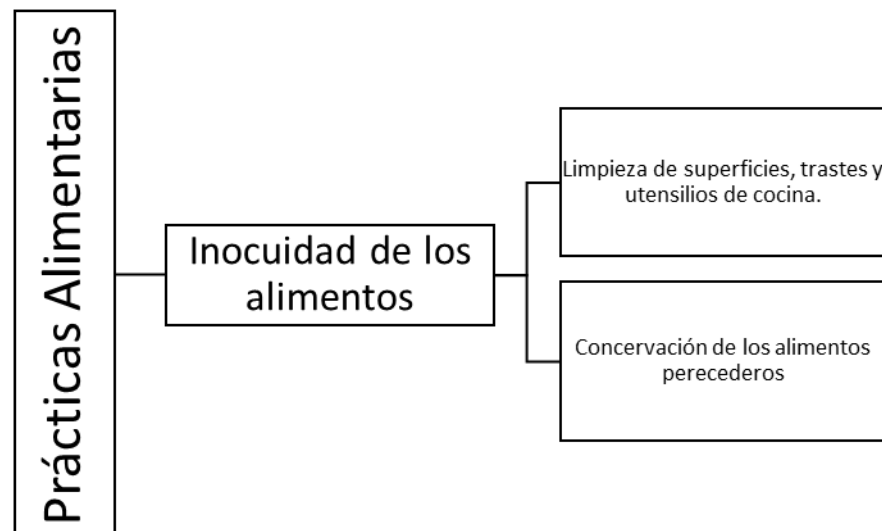 Prácticas Alimentarias
Inocuidad de los
alimentos
Limpieza de superficies, trastes y
utensilios de cocina.
Concervación de los alimentos
perecederos